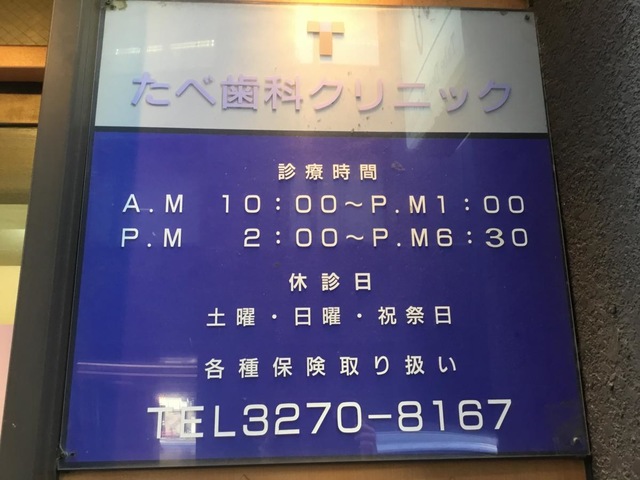 たべ歯科クリニック
診療時間
A.M 10：00〜P.M1：00
P.M 2：00〜P.M6：30
休診日
土曜・日曜・祝祭日
各種保険取り扱い
TEL3270-8167